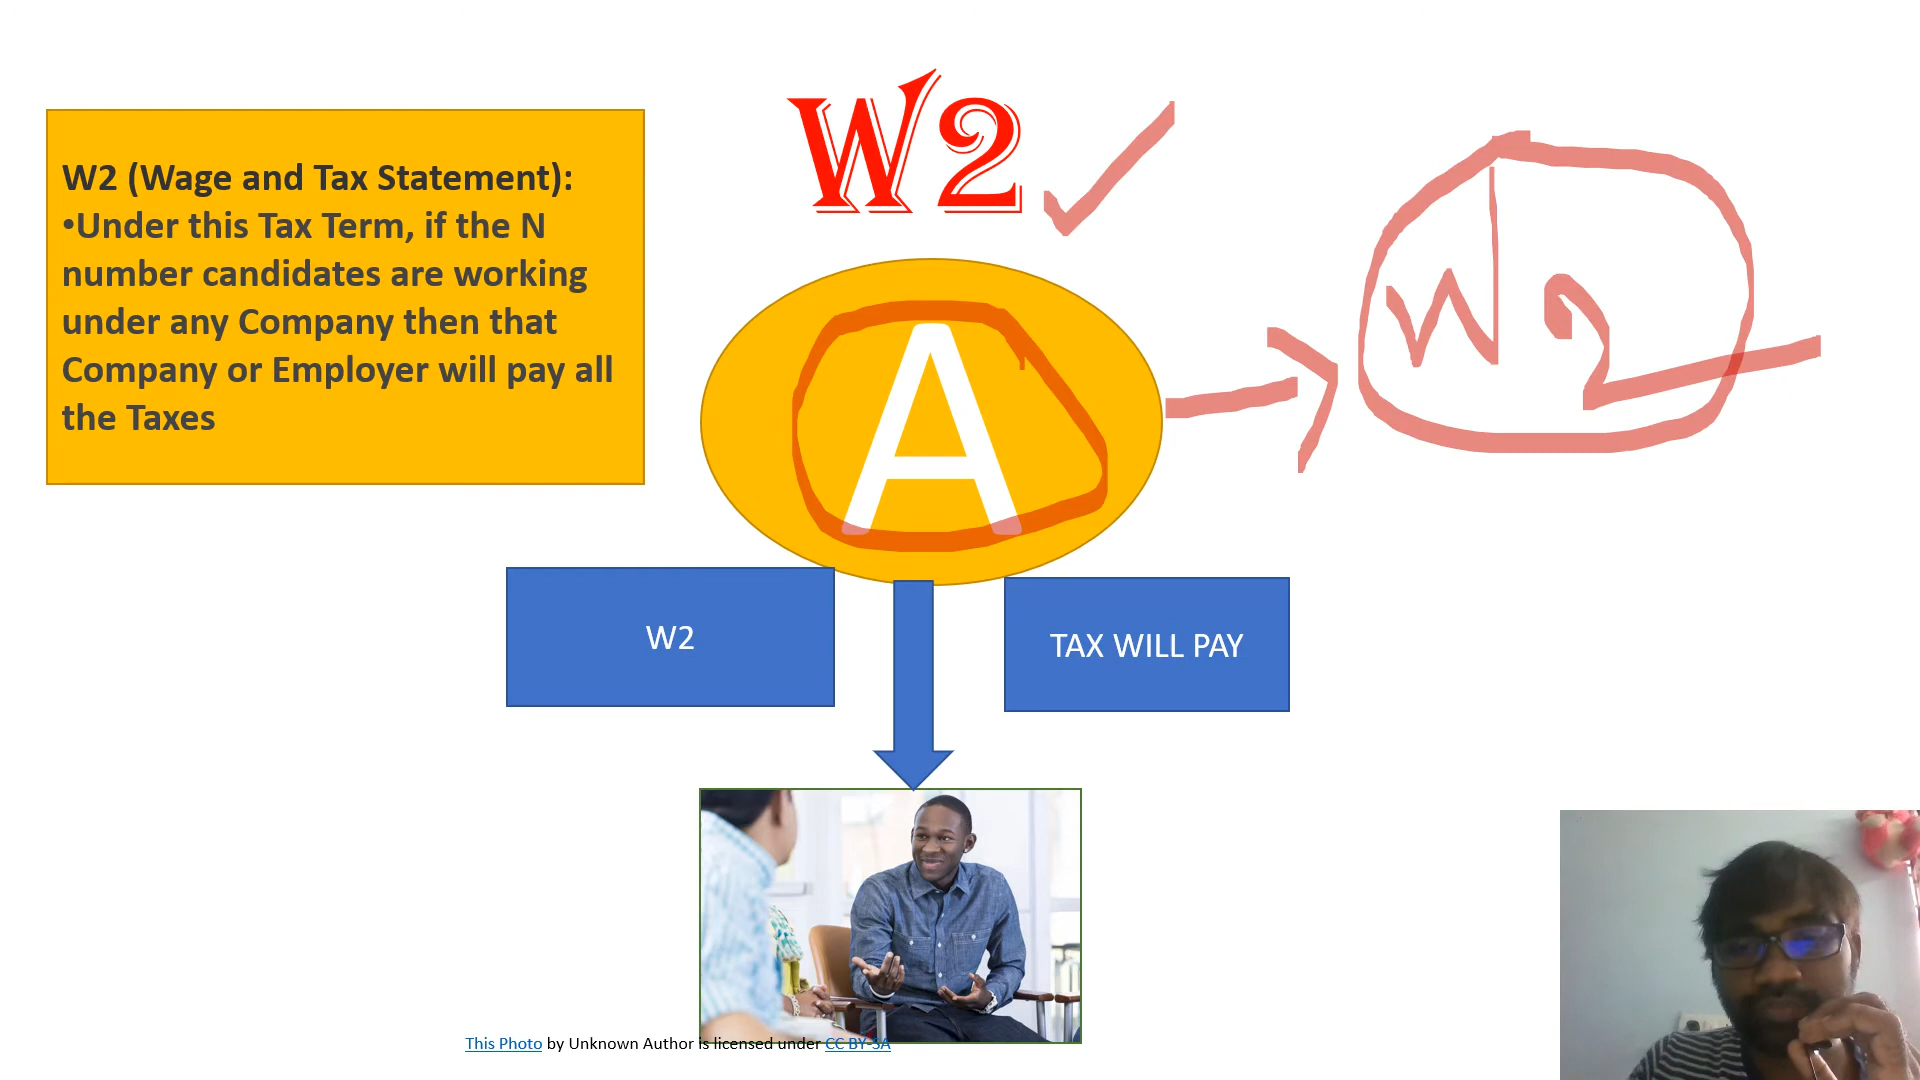 W2
W2 (Wage and Tax Statement):
•Under this Tax Term, if the N
number candidates are working
under any Company then that
Company or Employer will pay all
the Taxes
A
W 2
W2
TAX WILL PAY
This Photo by Unknown Author is licensed under CC BY-SA